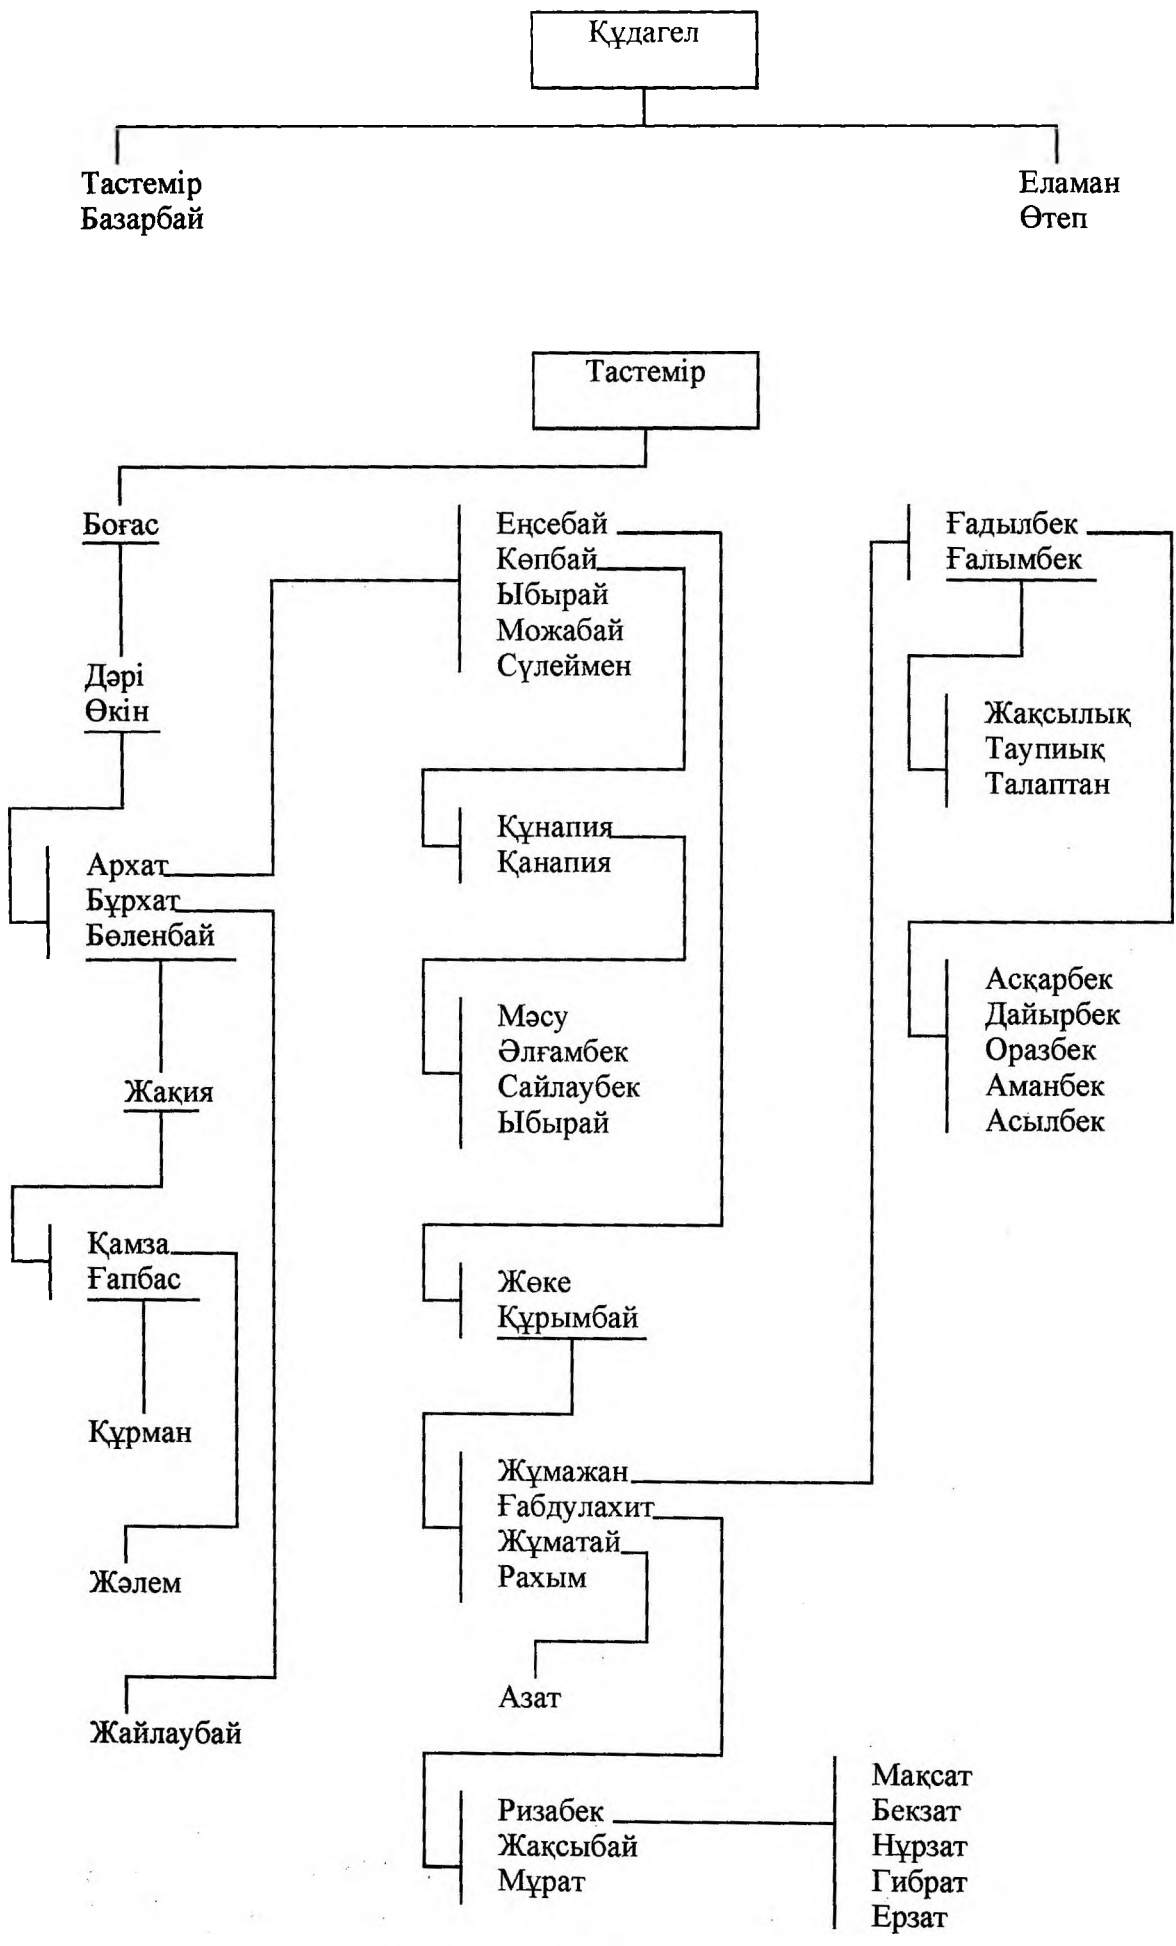 Құдагел
Тастемір
Базарбай
Еламан
Өтеп
Тастемір
Боғас
Дәрі
Өкін
Архат
Бұрхат
Бөленбай
Жақия
Қамза
Ғапбас
Құрман
Жәлем
Жайлаубай
Еңсебай
Көпбай
Ыбырай
Можабай
Сүлеймен
Құнапия
Қанапия
Мәсу
Әлғамбек
Сайлаубек
Ыбырай
Жөке
Құрымбай
Жұмажан
Ғабдулахит
Жұматай
Рахым
Азат
Ризабек
Жақсыбай
Мұрат
Мақсат
Бекзат
Нұрзат
Гибрат
Ерзат
Ғадылбек
Ғалымбек
Жақсылық
Таупиық
Талаптан
Асқарбек
Дайырбек
Оразбек
Аманбек
Асылбек